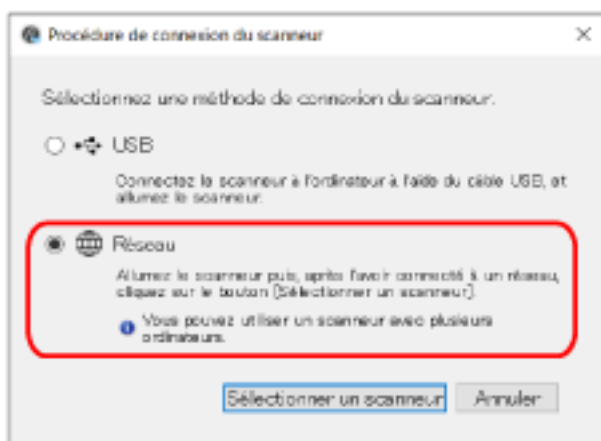 Procédure de connexion du scanneur
Sélectionnez une méthode de connexion du scanneur.
USB
Connectez le scanneur à l'ordinateur à l'aide du câble USB, et
allumez le scanneur.
Réseau
Allumez le scanneur puis, après l'avoir connecté à un réseau,
cliquez sur le bouton [Sélectionner un scanneur].
Vous pouvez utiliser un scanneur avec plusieurs
ordinateurs.
Sélectionner un scanneur Annuler